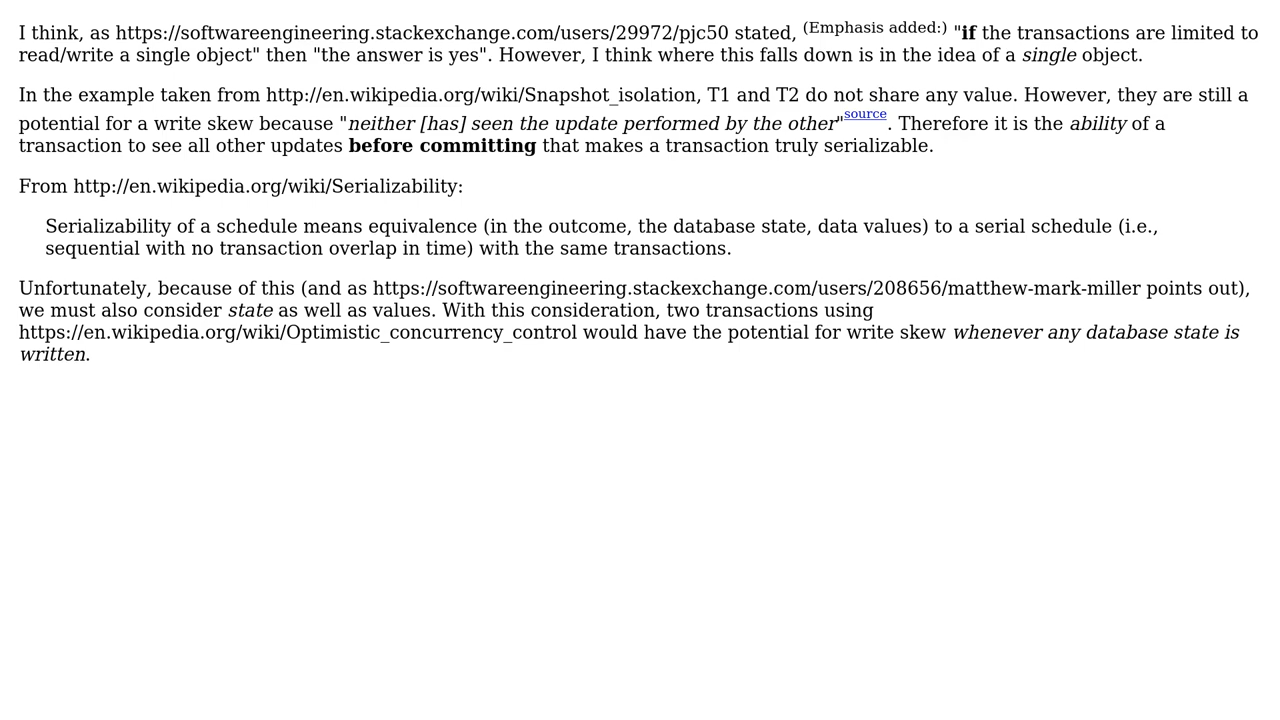 I think, as https://softwareengineering.stackexchange.com/users/29972/pjc50 stated, (Emphasis added:) "if the transactions are limited to
read/write a single object" then "the answer is yes". However, I think where this falls down is in the idea of a single object.
In the example taken from http://en.wikipedia.org/wiki/Snapshot_isolation, T1 and T2 do not share any value. However, they are still a
potential for a write skew because "neither [has] seen the update performed by the other"source. Therefore it is the ability of a
transaction to see all other updates before committing that makes a transaction truly serializable.
From http://en.wikipedia.org/wiki/Serializability:
Serializability of a schedule means equivalence (in the outcome, the database state, data values) to a serial schedule (i.e.,
sequential with no transaction overlap in time) with the same transactions.
Unfortunately, because of this (and as https://softwareengineering.stackexchange.com/users/208656/matthew-mark-miller points out),
we must also consider state as well as values. With this consideration, two transactions using
https://en.wikipedia.org/wiki/Optimistic_concurrency_control would have the potential for write skew whenever any database state is
written.